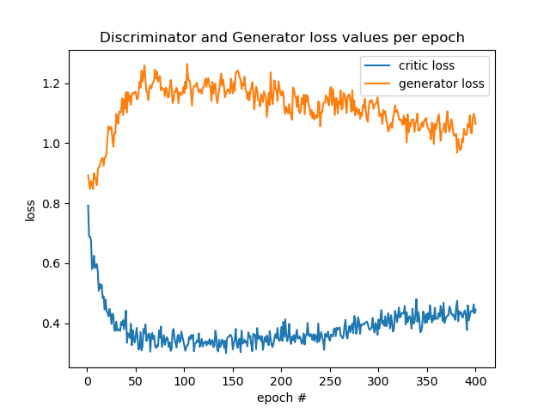 Discriminator and Generator loss values per epoch
critic loss
generator loss
loss
1.2
1.0
0.8
0.6
0.4
0 50 100 150 200 250 300 350 400
epoch #